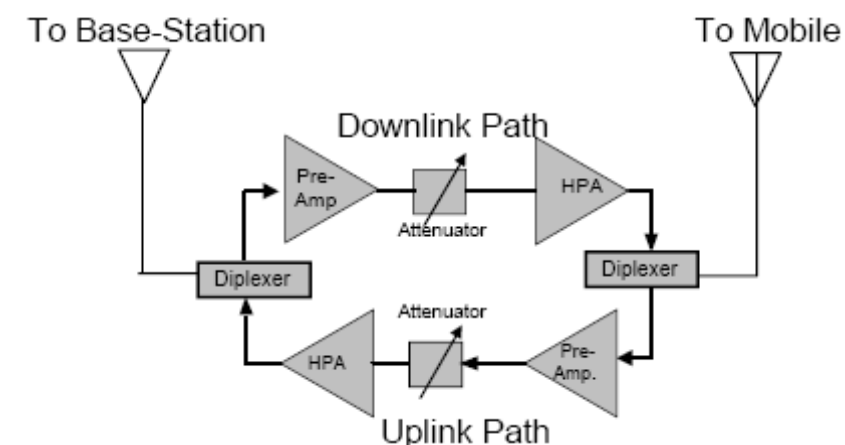 To Base-Station
To Mobile
Downlink Path
Pre-
Amp
HPA
Attenuator
Diplexer
Diplexer
Attenuator
HPA
Pre-
Amp.
Uplink Path